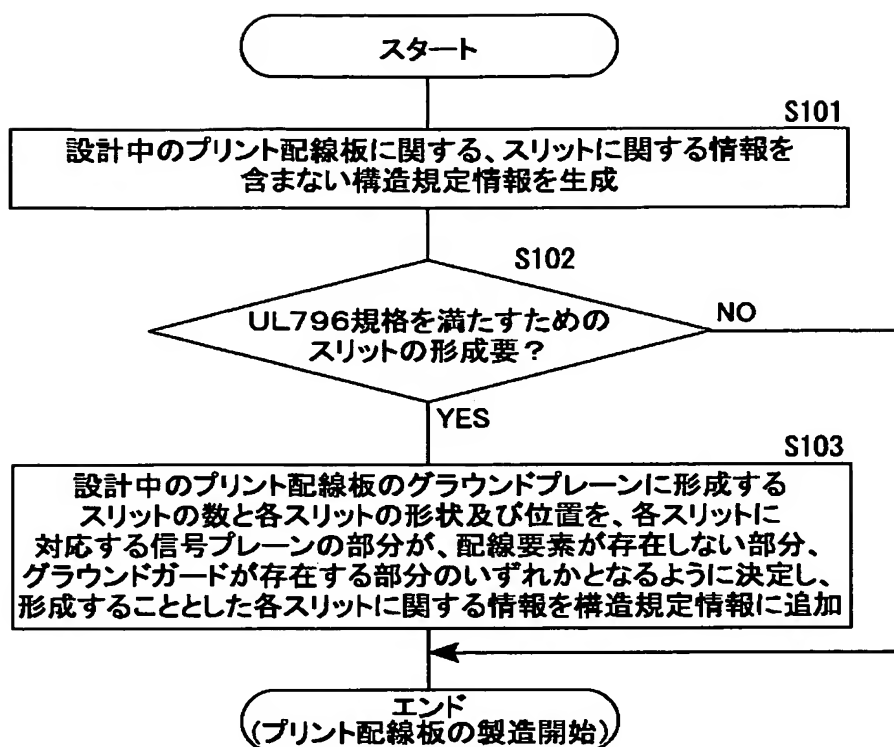 スタート
S101
設計中のプリント配線板に関する、スリットに関する情報を
含まない構造規定情報を生成
S102
UL796規格を満たすための
スリットの形成要？
NO
YES
S103
設計中のプリント配線板のグラウンドプレーンに形成する
スリットの数と各スリットの形状及び位置を、各スリットに
対応する信号プレーンの部分が、配線要素が存在しない部分、
グラウンドガードが存在する部分のいずれかとなるように決定し、
形成することとした各スリットに関する情報を構造規定情報に追加
エンド
(プリント配線板の製造開始)